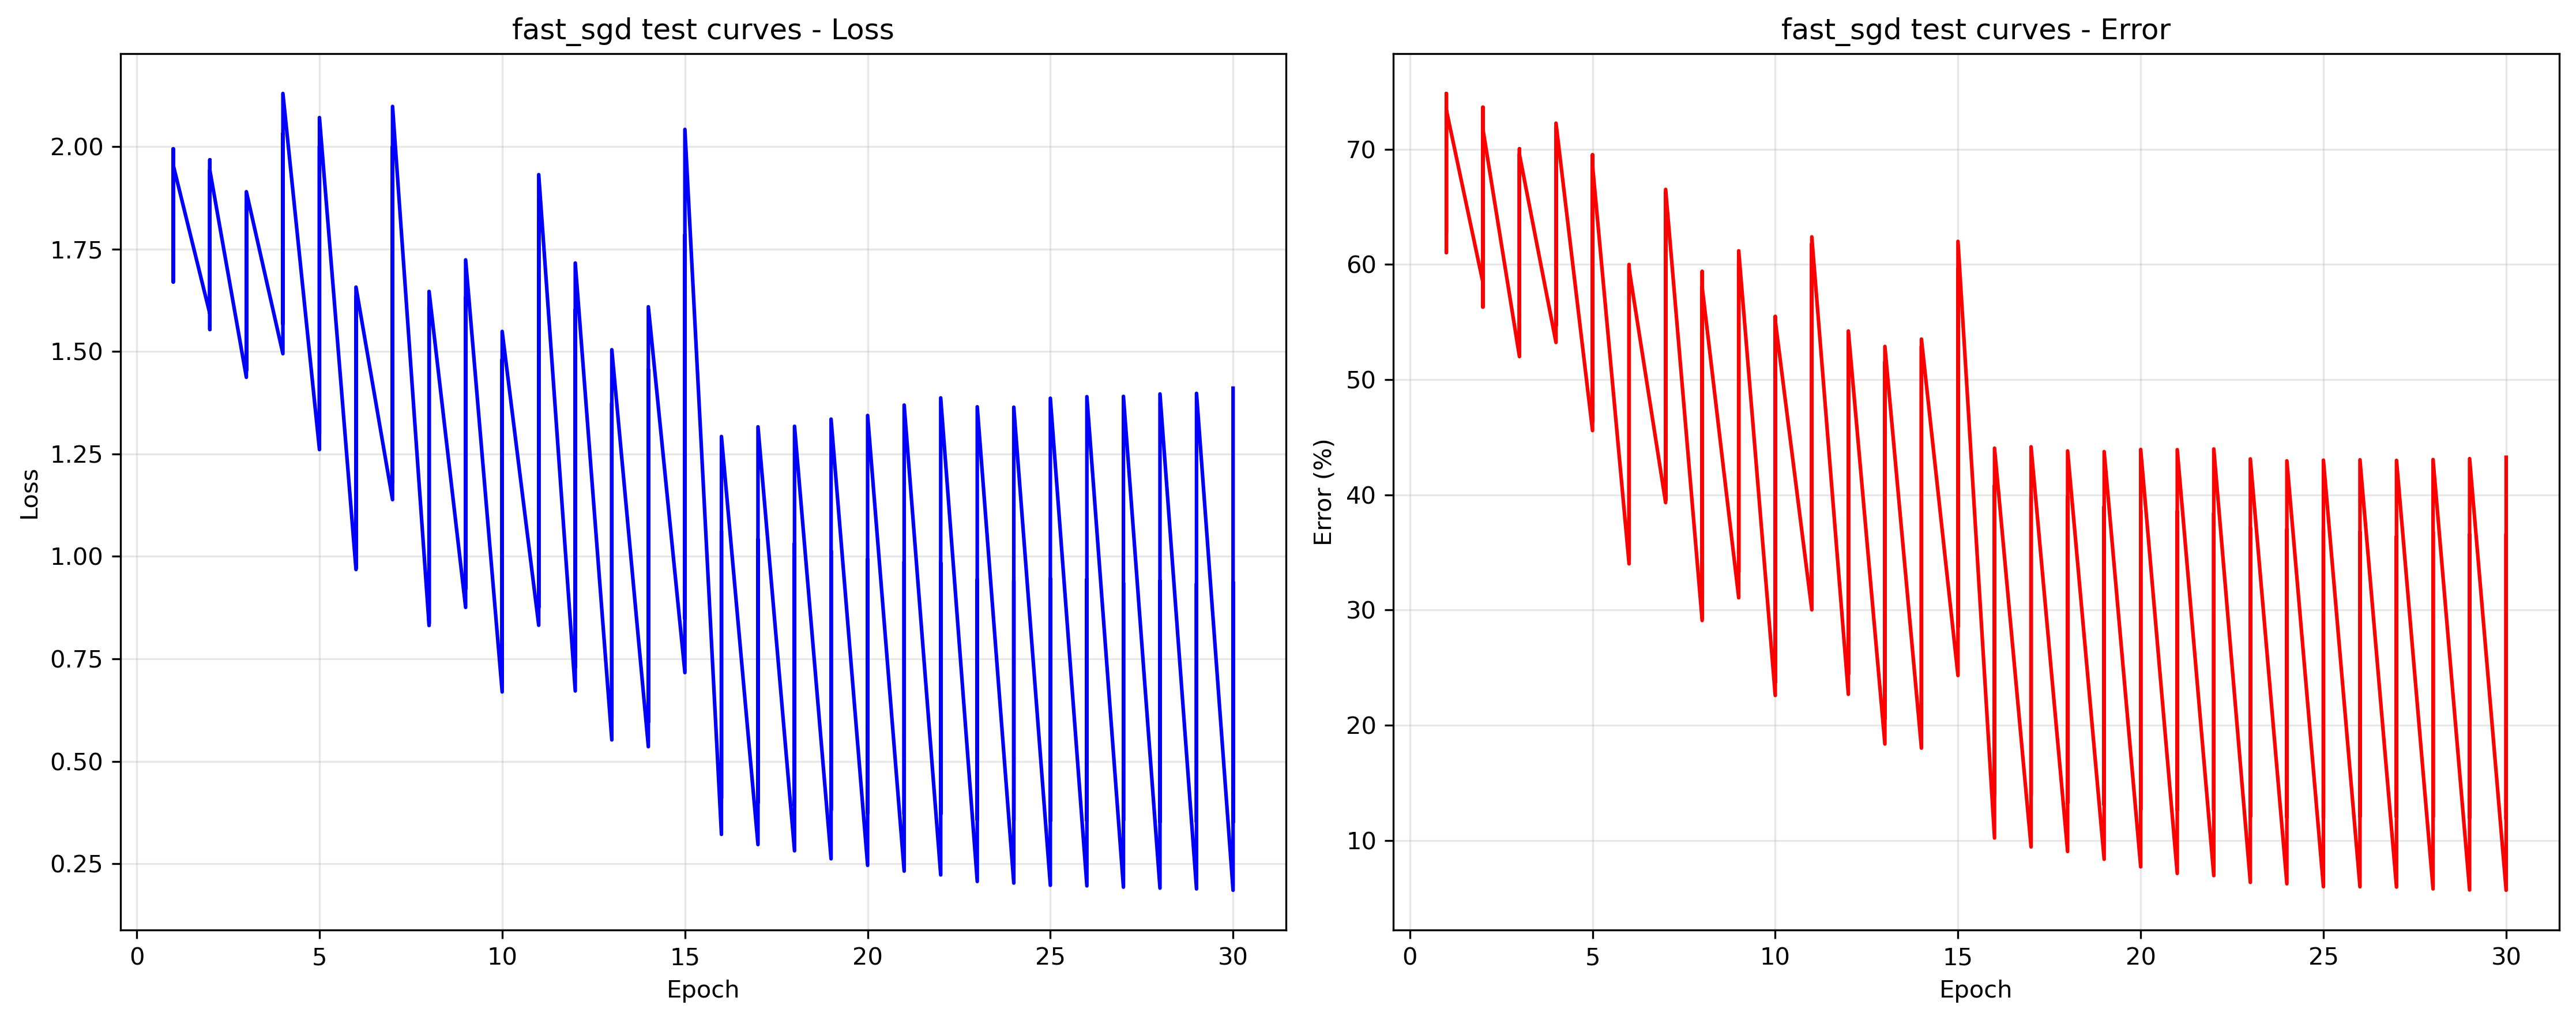 fast_sgd test curves - Loss
Loss
2.00
1.75
1.50
1.25
1.00
0.75
0.50
0.25
0 5 10 15 20 25 30
Epoch
fast_sgd test curves - Error
Error (%)
70
60
50
40
30
20
10
0 5 10 15 20 25 30
Epoch